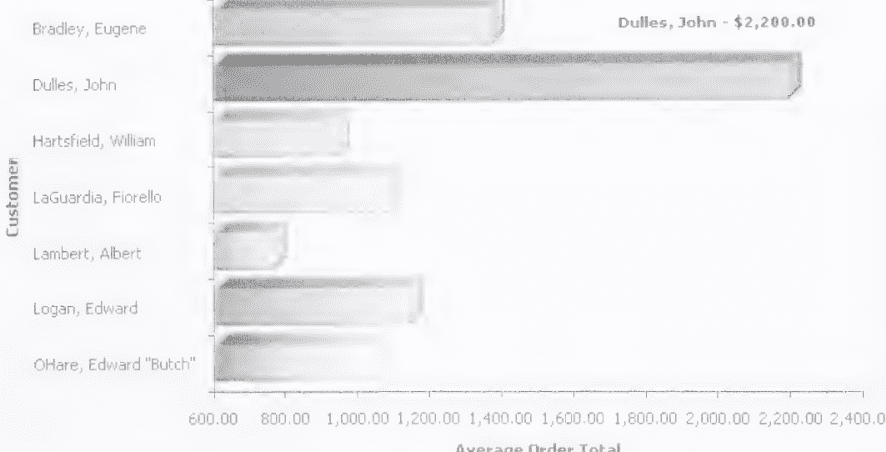 Bradley, Eugene
Dulles, John - $2,200.00
Dulles, John
Hartsfield, William
LaGuardia, Fiorello
Lambert, Albert
Logan, Edward
OHare, Edward "Butch"
Customer
600.00 800.00 1,000.00 1,200.00 1,400.00 1,600.00 1,800.00 2,000.00 2,200.00 2,400.0
Average Order Total